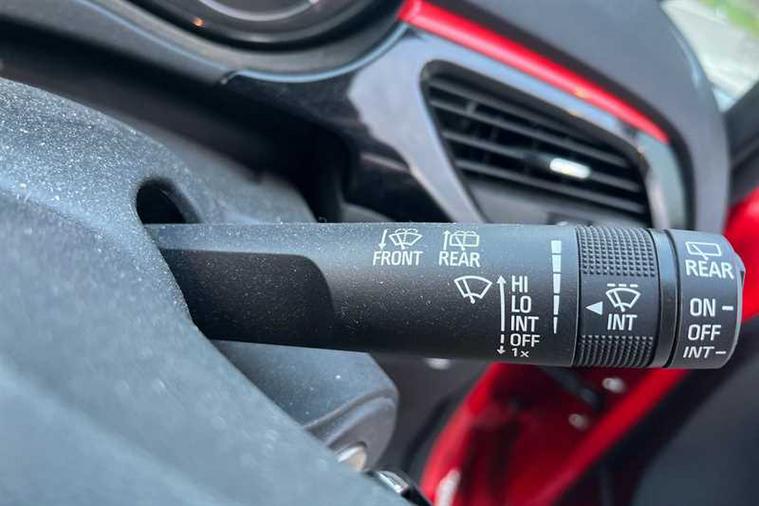 FRONT REAR
HI
LO
INT
OFF
1x
INT
REAR
ON
OFF
INT